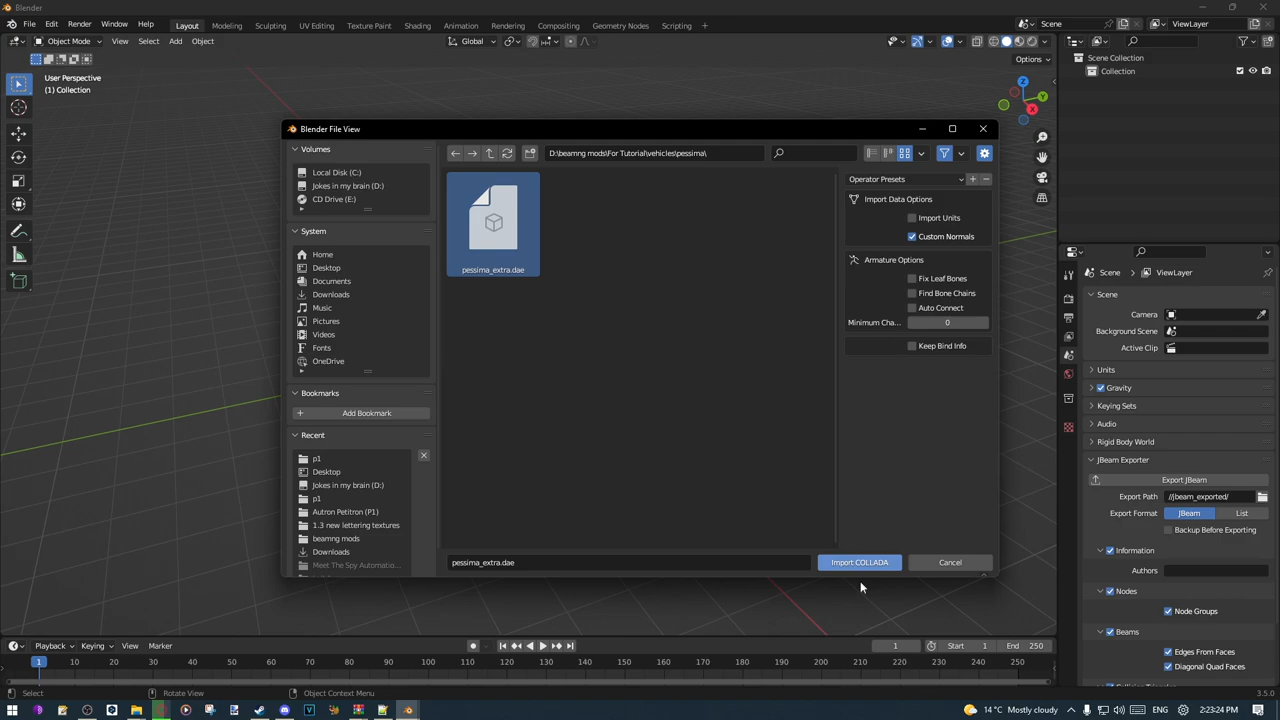 Blender
File Edit Render Window Help Layout Modeling Sculpting UV Editing Texture Paint Shading Animation Rendering Compositing Geometry Nodes Scripting + Scene ViewLayer
Object Mode View Select Add Object Global
Options
User Perspective
(1) Collection
Z
Y
X
Scene Collection
Collection
Blender File View
Volumes
Local Disk (C:)
Jokes in my brain (D:)
CD Drive (E:)
System
Home
Desktop
Documents
Downloads
Music
Pictures
Videos
Fonts
OneDrive
Bookmarks
Add Bookmark
Recent
p1
Desktop
Jokes in my brain (D:)
p1
Autron Petitron (P1)
1.3 new lettering textures
beamng mods
Downloads
Meet The Spy Automatio...
D:\beamng mods\For Tutorial\vehicles\pessima\
pessima_extra.dae
pessima_extra.dae
Import COLLADA Cancel
Operator Presets
Import Data Options
Import Units
Custom Normals
Armature Options
Fix Leaf Bones
Find Bone Chains
Auto Connect
Minimum Cha... 0
Keep Bind Info
Scene ViewLayer
Scene
Camera
Background Scene
Active Clip
Units
Gravity
Keying Sets
Audio
Rigid Body World
JBeam Exporter
Export JBeam
Export Path //jbeam_exported/
Export Format JBeam List
Backup Before Exporting
Information
Authors
Nodes
Node Groups
Beams
Edges From Faces
Diagonal Quad Faces
Playback Keying View Marker 1 Start 1 End 250
1 10 20 30 40 50 60 70 80 90 100 110 120 130 140 150 160 170 180 190 200 210 220 230 240 250
Select Rotate View Object Context Menu 3.5.0
14 °C Mostly cloudy ENG 2:23:24 PM